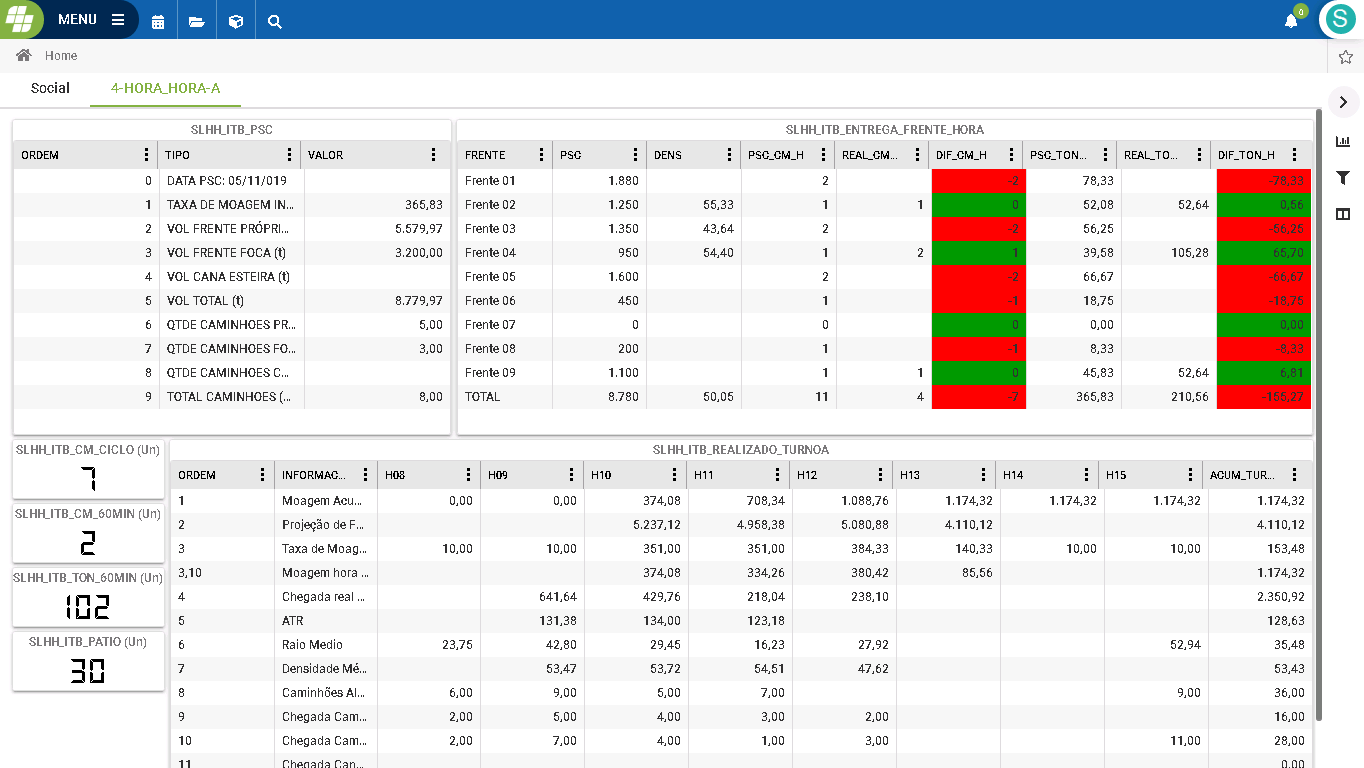 MENU
0
S
Home
Social 4-HORA_HORA-A
SLHH_ITB_PSC
ORDEM TIPO VALOR
0 DATA PSC: 05/11/019
1 TAXA DE MOAGEM IN... 365,83
2 VOL FRENTE PRÓPRI... 5.579,97
3 VOL FRENTE FOCA (t) 3.200,00
4 VOL CANA ESTEIRA (t)
5 VOL TOTAL (t) 8.779,97
6 QTDE CAMINHOES PR... 5,00
7 QTDE CAMINHOES FO... 3,00
8 QTDE CAMINHOES C...
9 TOTAL CAMINHOES (... 8,00
SLHH_ITB_ENTREGA_FRENTE_HORA
FRENTE PSC DENS PSC_CM_H REAL_CM... DIF_CM_H PSC_TON... REAL_TO... DIF_TON_H
Frente 01 1.880 2 -2 78,33 -78,33
Frente 02 1.250 55,33 1 1 0 52,08 52,64 0,56
Frente 03 1.350 43,64 1 -2 56,25 -56,25
Frente 04 950 54,40 1 2 1 39,58 105,28 65,70
Frente 05 1.600 2 -2 66,67 -66,67
Frente 06 450 1 -1 18,75 -18,75
Frente 07 0 0 0 0,00 0,00
Frente 08 200 1 -1 8,33 -8,33
Frente 09 1.100 1 1 0 45,83 52,64 6,81
TOTAL 8.780 50,05 11 4 -7 365,83 210,56 -155,27
SLHH_ITB_CM_CICLO (Un)
7
SLHH_ITB_CM_60MIN (Un)
2
SLHH_ITB_TON_60MIN (Un)
102
SLHH_ITB_PATIO (Un)
30
SLHH_ITB_REALIZADO_TURNOA
ORDEM INFORMAC... H08 H09 H10 H11 H12 H13 H14 H15 ACUM_TUR...
1 Moagem Acu... 0,00 0,00 374,08 708,34 1.088,76 1.174,32 1.174,32 1.174,32 1.174,32
2 Projeção de F... 5.237,12 4.958,38 5.080,88 4.110,12 4.110,12
3 Taxa de Moag... 10,00 10,00 351,00 351,00 384,33 140,33 10,00 10,00 153,48
3,10 Moagem hora ... 374,08 334,26 380,42 85,56 1.174,32
4 Chegada real ... 641,64 429,76 218,04 238,10 2.350,92
5 ATR 131,38 134,00 123,18 128,63
6 Raio Medio 23,75 42,80 29,45 16,23 27,92 52,94 35,48
7 Densidade Mé... 53,47 53,72 54,51 47,62 53,43
8 Caminhões Al... 6,00 9,00 5,00 7,00 9,00 36,00
9 Chegada Cam... 2,00 5,00 4,00 3,00 2,00 16,00
10 Chegada Cam... 2,00 7,00 4,00 1,00 3,00 11,00 28,00
11 Chegada Can... 0,00